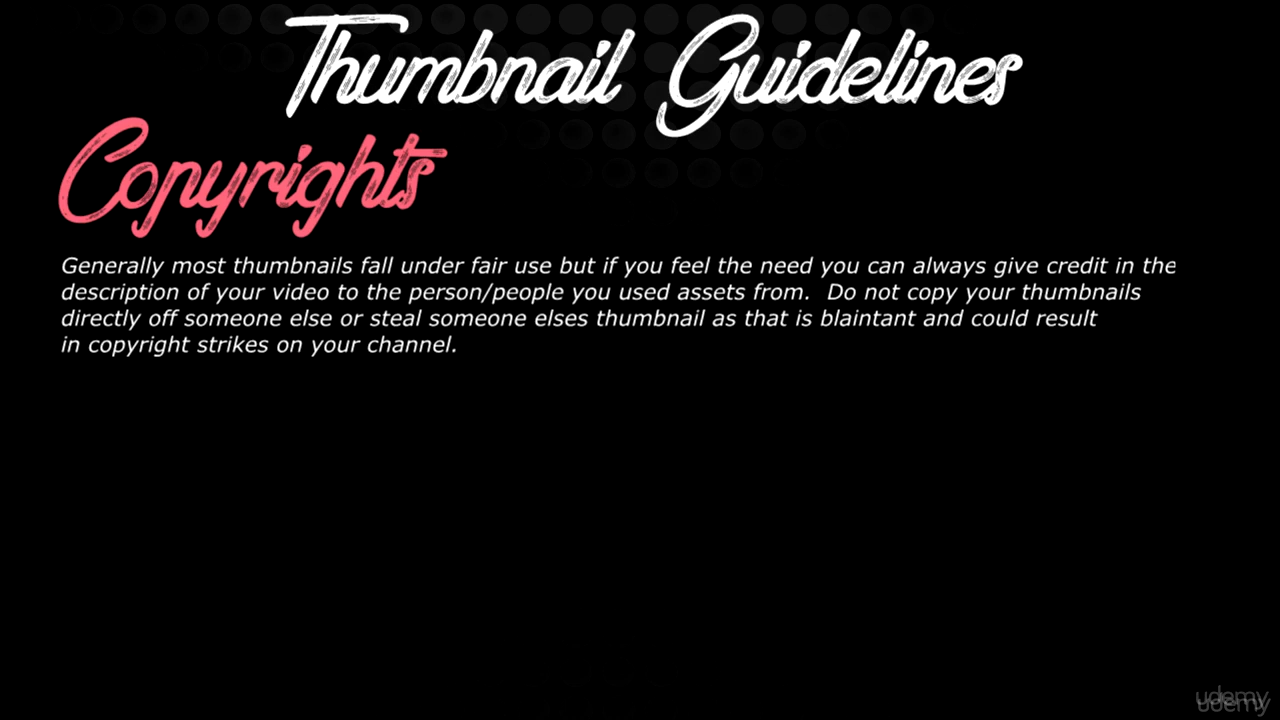 Thumbnail Guidelines
Copyrights
Generally most thumbnails fall under fair use but if you feel the need you can always give credit in the
description of your video to the person/people you used assets from.  Do not copy your thumbnails
directly off someone else or steal someone elses thumbnail as that is blaintant and could result
in copyright strikes on your channel.
udemy
udemy